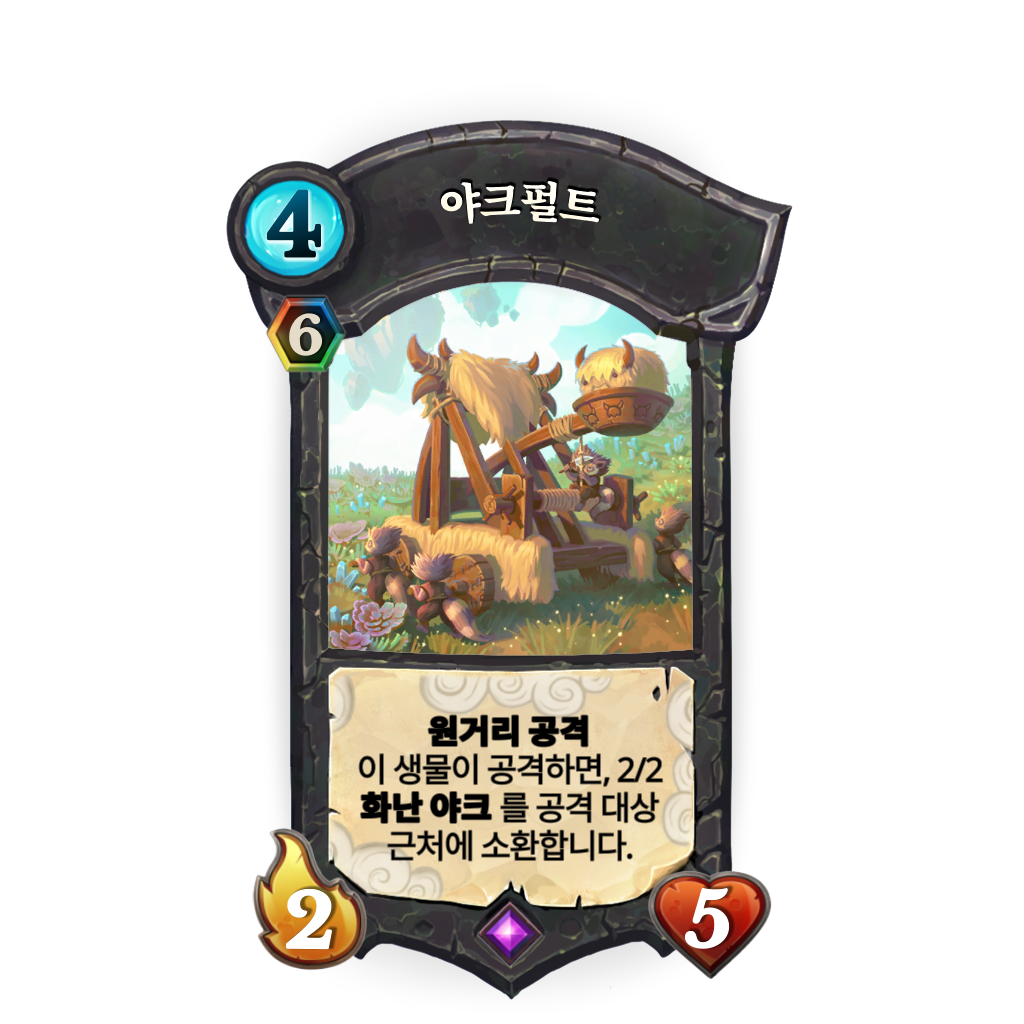 4
야크펄트
6
원거리 공격
이 생물이 공격하면, 2/2
화난 야크 를 공격 대상
근처에 소환합니다.
2
5